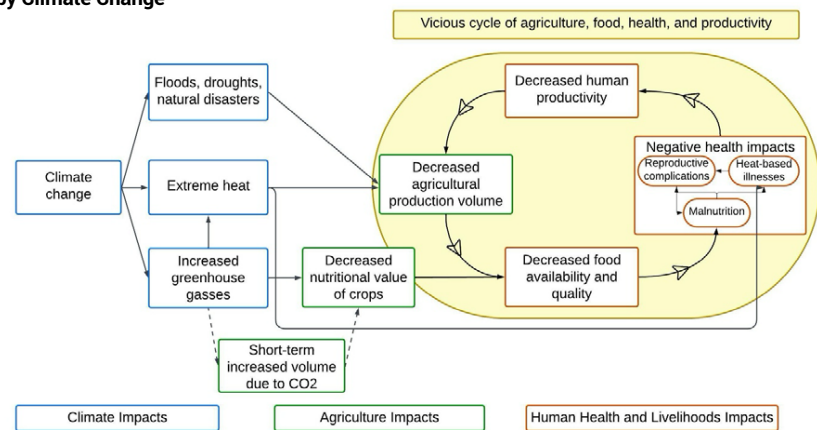 by Climate Change
Vicious cycle of agriculture, food, health, and productivity
Floods, droughts,
natural disasters
Decreased human
productivity
Negative health impacts
Reproductive
complications
Heat-based
illnesses
Malnutrition
Climate
change
Extreme heat
Decreased
agricultural
production volume
Increased
greenhouse
gasses
Decreased
nutritional value
of crops
Decreased food
availability and
quality
Short-term
increased volume
due to CO2
Climate Impacts
Agriculture Impacts
Human Health and Livelihoods Impacts